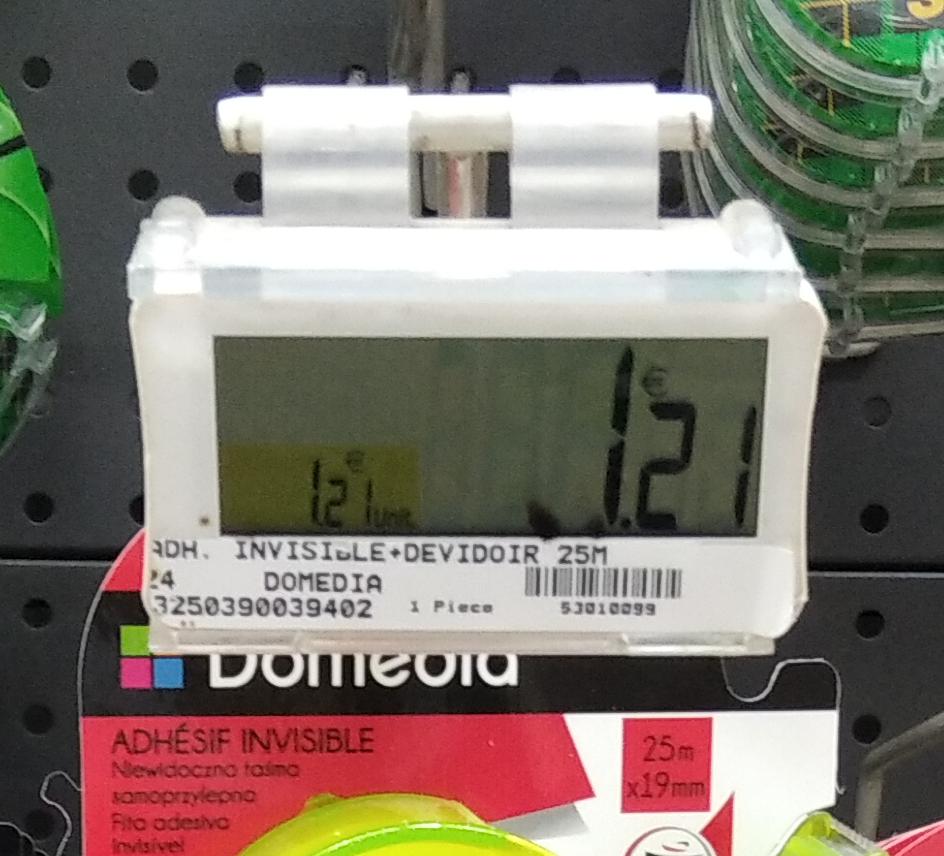 €
1.21
€
1.21 unit
ADH. INVISIBLE+DEVIDOIR 25M
24 DOMEDIA
3250390039402 1 Piece 53010099
Domedia
ADHÉSIF INVISIBLE
Niewidoczna taśma
samoprzylepna
Fita adesiva
invisível
25m
x19mm